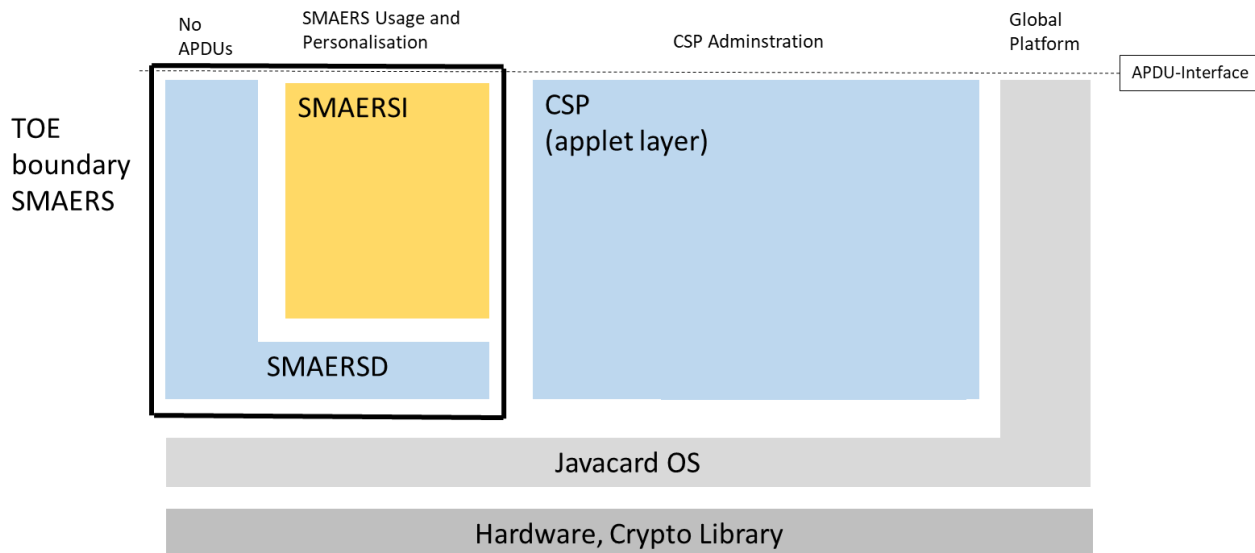 No
APDUs
SMAERS Usage and
Personalisation
CSP Adminstration
Global
Platform
APDU-Interface
TOE
boundary
SMAERS
SMAERSI
CSP
(applet layer)
SMAERSD
Javacard OS
Hardware, Crypto Library